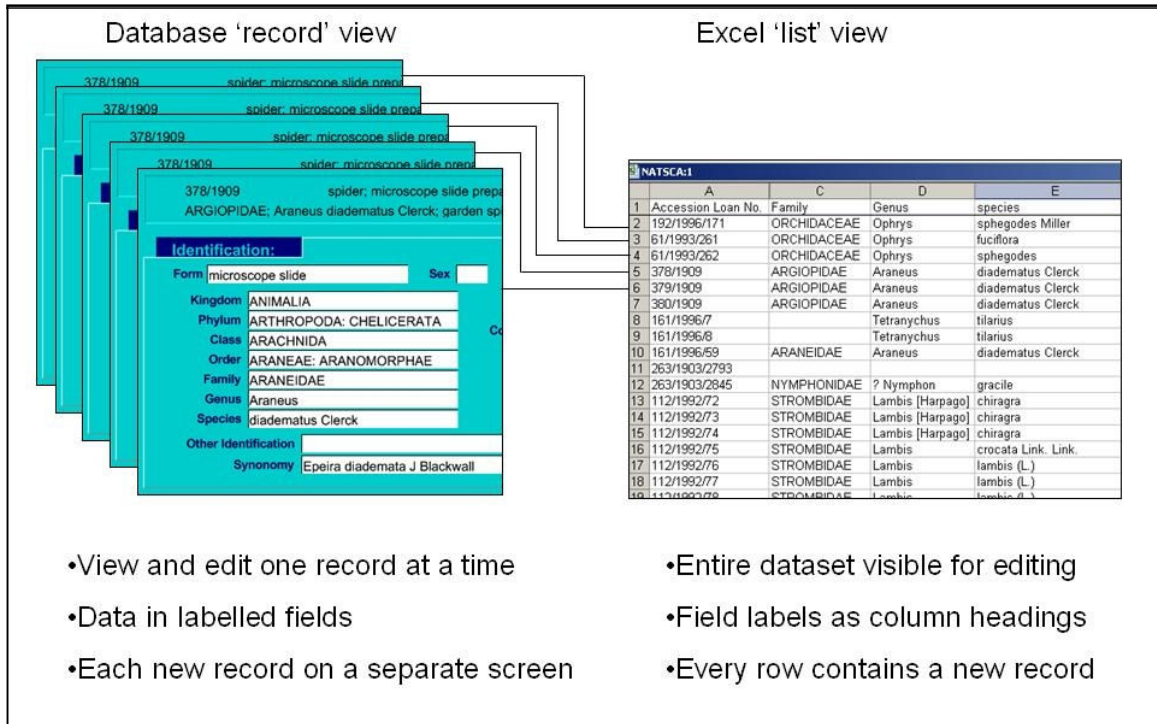 Database ‘record’ view
Excel ‘list’ view
378/1909 spider; microscope slide prepa
378/1909 spider; microscope slide prepa
378/1909 spider; microscope slide prepa
378/1909 spider; microscope slide prepa
378/1909 spider; microscope slide prepa
ARGIOPIDAE; Araneus diadematus Clerck; garden sp
Identification:
Form microscope slide Sex
Kingdom ANIMALIA
Phylum ARTHROPODA: CHELICERATA
Class ARACHNIDA
Order ARANEAE: ARANOMORPHAE
Family ARANEIDAE
Genus Araneus
Species diadematus Clerck
Other Identification
Synonomy Epeira diademata J Blackwall
NATSCA:1
A C D E
1 Accession Loan No. Family Genus species
2 192/1996/171 ORCHIDACEAE Ophrys sphegodes Miller
3 61/1993/261 ORCHIDACEAE Ophrys fuciflora
4 61/1993/262 ORCHIDACEAE Ophrys sphegodes
5 378/1909 ARGIOPIDAE Araneus diadematus Clerck
6 379/1909 ARGIOPIDAE Araneus diadematus Clerck
7 380/1909 ARGIOPIDAE Araneus diadematus Clerck
8 161/1996/7 Tetranychus tilarius
9 161/1996/8 Tetranychus tilarius
10 161/1996/59 ARANEIDAE Araneus diadematus Clerck
11 263/1903/2793
12 263/1903/2845 NYMPHONIDAE ? Nymphon gracile
13 112/1992/72 STROMBIDAE Lambis [Harpago] chiragra
14 112/1992/73 STROMBIDAE Lambis [Harpago] chiragra
15 112/1992/74 STROMBIDAE Lambis [Harpago] chiragra
16 112/1992/75 STROMBIDAE Lambis crocata Link. Link.
17 112/1992/76 STROMBIDAE Lambis lambis (L.)
18 112/1992/77 STROMBIDAE Lambis lambis (L.)
19 112/1992/78 STROMBIDAE Lambis lambis (L.)
•View and edit one record at a time
•Data in labelled fields
•Each new record on a separate screen
•Entire dataset visible for editing
•Field labels as column headings
•Every row contains a new record